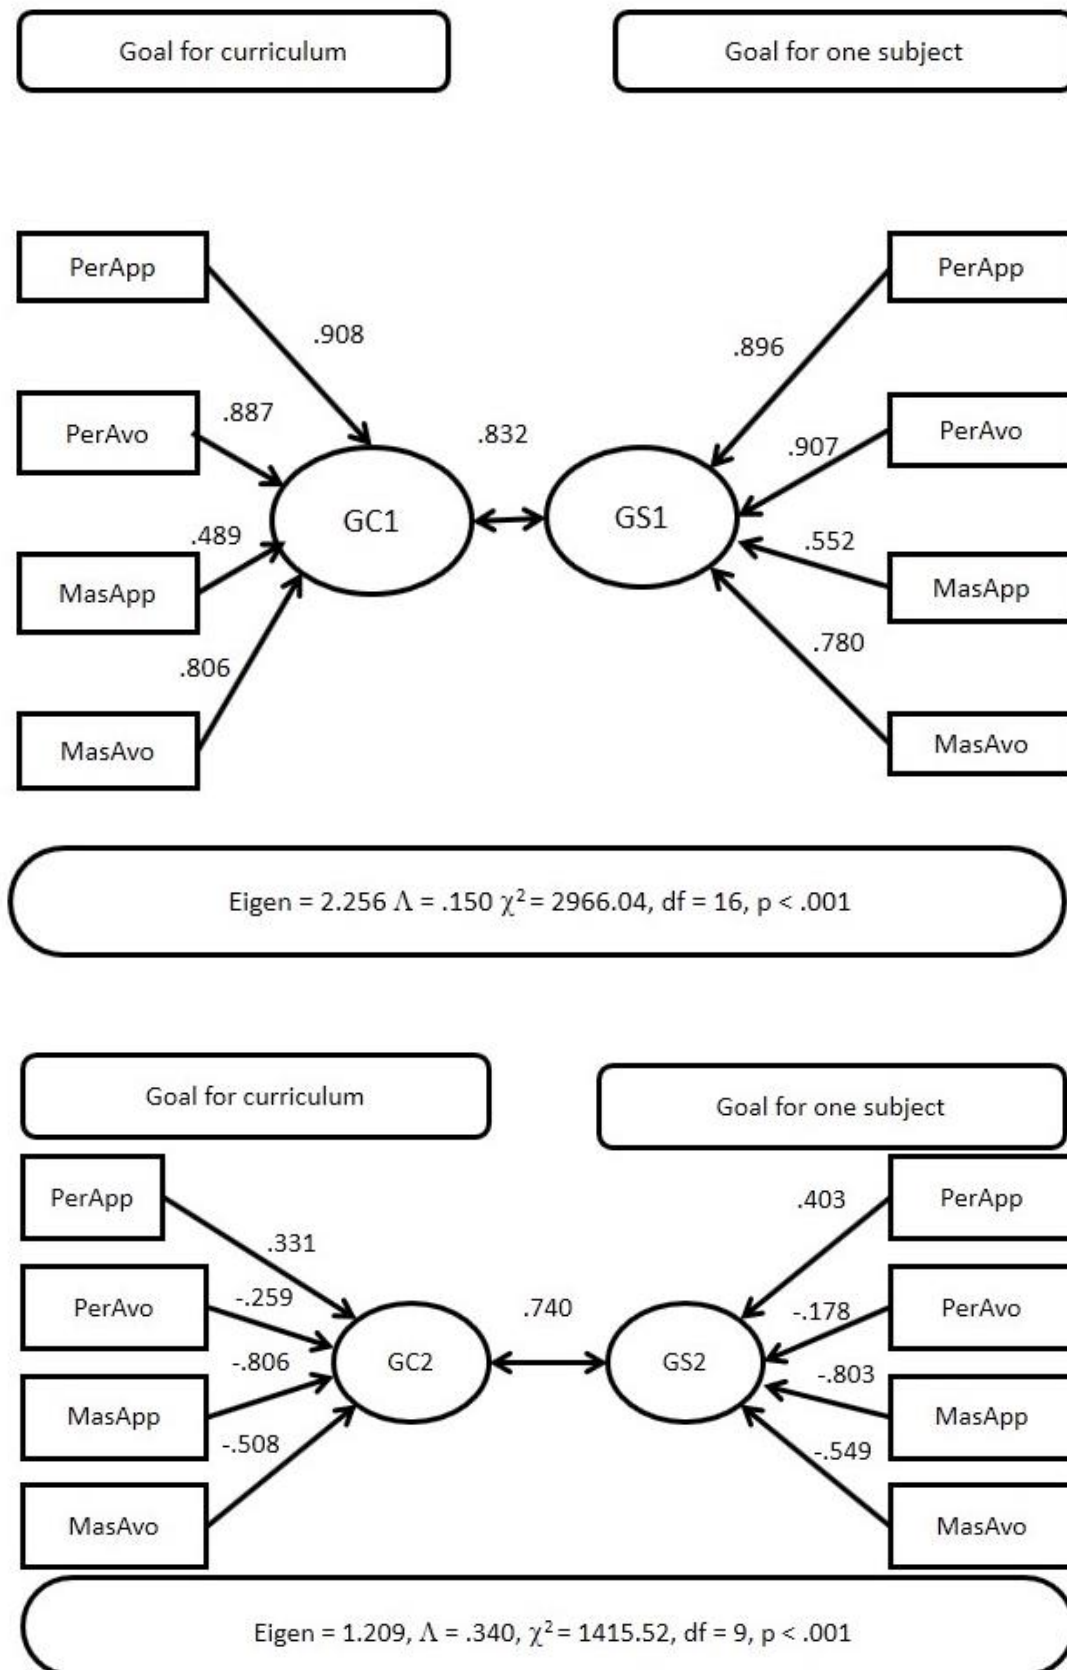 Goal for curriculum
Goal for one subject
PerApp
PerApp
.908
.896
PerAvo
.887
.832
.907
PerAvo
GC1
GS1
.489
.552
MasApp
MasApp
.806
.780
MasAvo
MasAvo
Eigen = 2.256 Λ = .150 χ² = 2966.04, df = 16, p < .001
Goal for curriculum
Goal for one subject
PerApp
.403
PerApp
.331
PerAvo
-.259
.740
-.178
PerAvo
-.806
GC2
GS2
-.803
MasApp
MasApp
-.508
-.549
MasAvo
MasAvo
Eigen = 1.209, Λ = .340, χ² = 1415.52, df = 9, p < .001